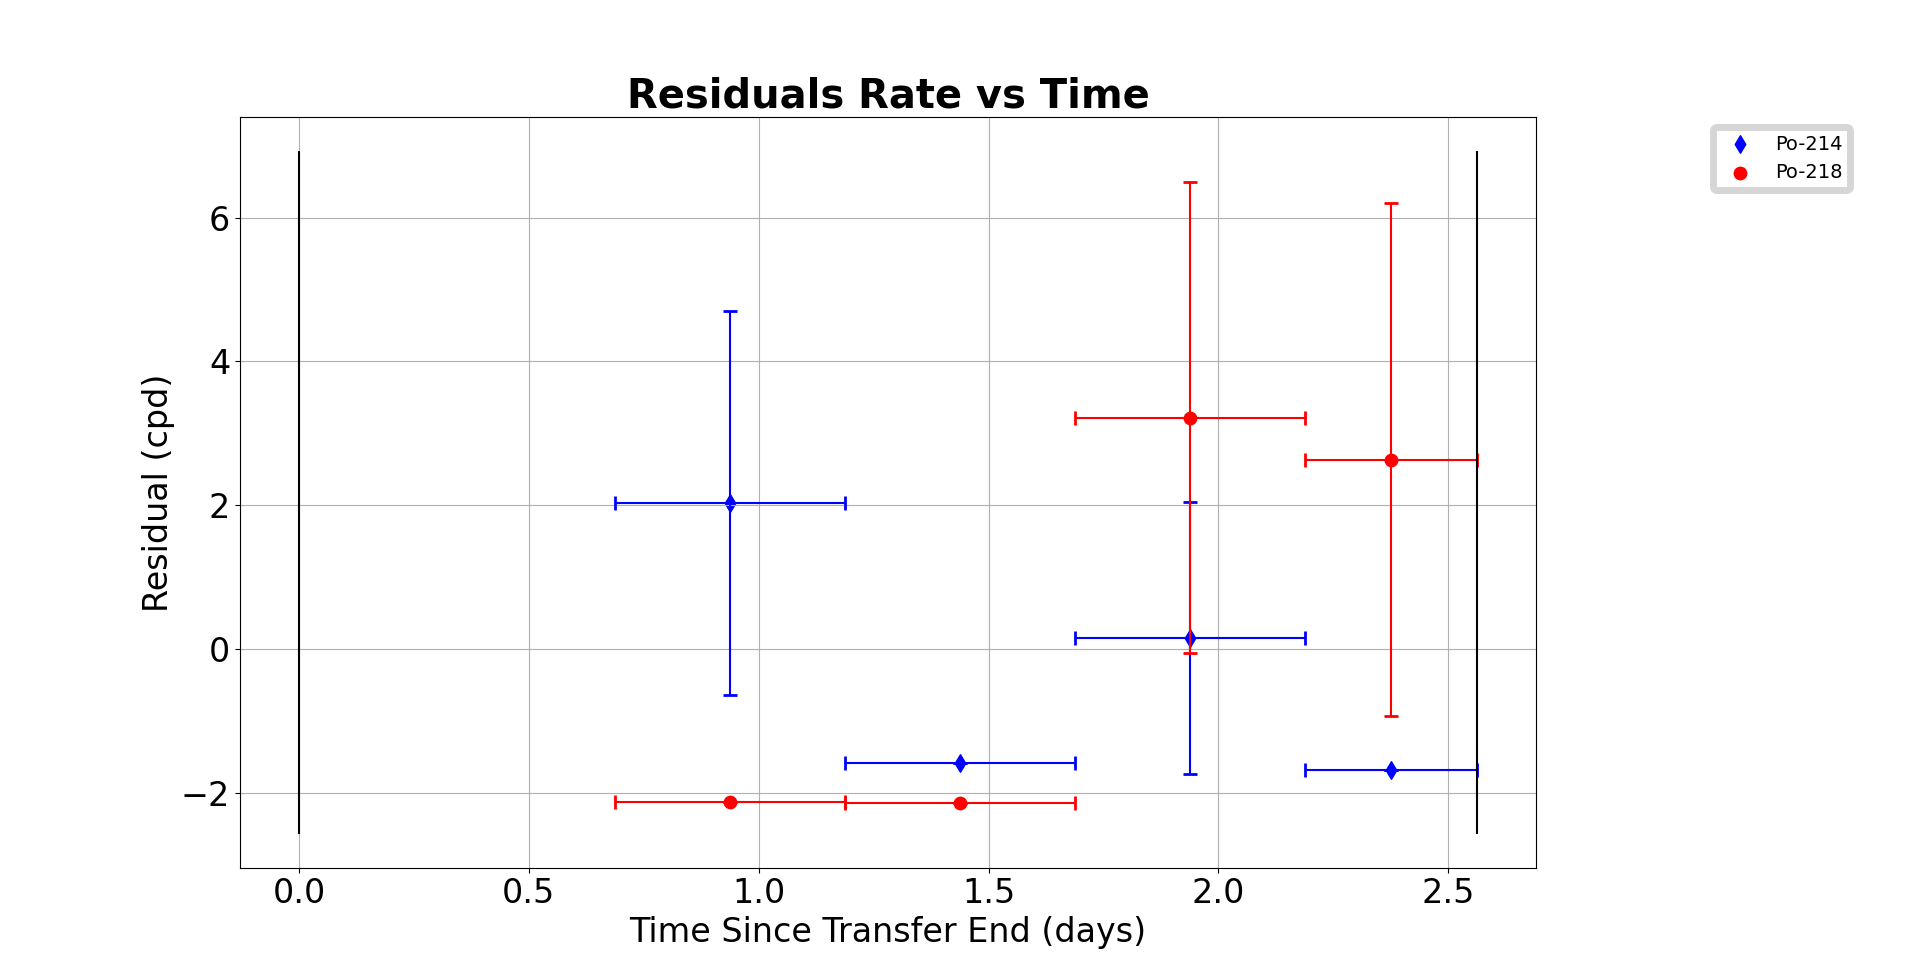 Residuals Rate vs Time
Po-214
Po-218
Residual (cpd)
6
4
2
0
−2
0.0 0.5 1.0 1.5 2.0 2.5
Time Since Transfer End (days)